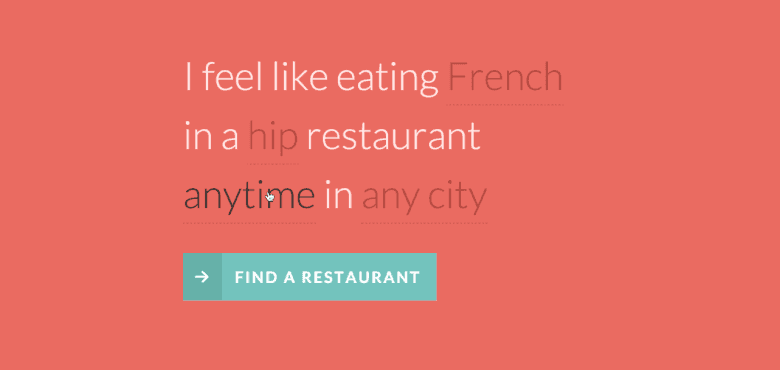 I feel like eating French
in a hip restaurant
anytime in any city
FIND A RESTAURANT